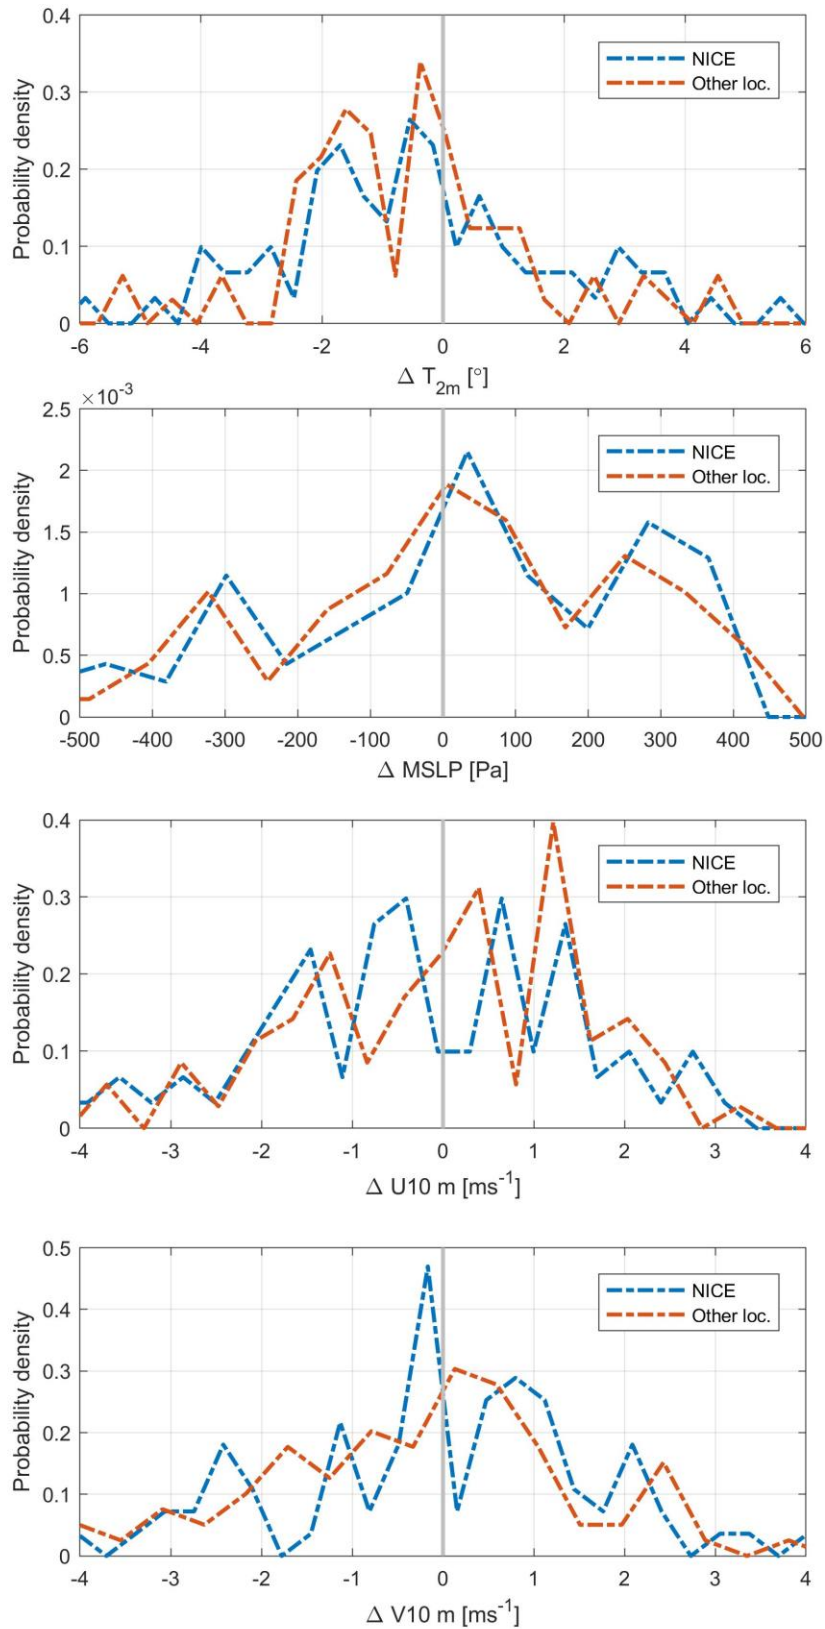 0.4
0.3
0.2
0.1
0
Probability density
NICE
Other loc.
-6 -4 -2 0 2 4 6
Δ T2m [°]
×10-3
2.5
2
1.5
1
0.5
0
Probability density
NICE
Other loc.
-500 -400 -300 -200 -100 0 100 200 300 400 500
Δ MSLP [Pa]
0.4
0.3
0.2
0.1
0
Probability density
NICE
Other loc.
-4 -3 -2 -1 0 1 2 3 4
Δ U10 m [ms-1]
0.5
0.4
0.3
0.2
0.1
0
Probability density
NICE
Other loc.
-4 -3 -2 -1 0 1 2 3 4
Δ V10 m [ms-1]